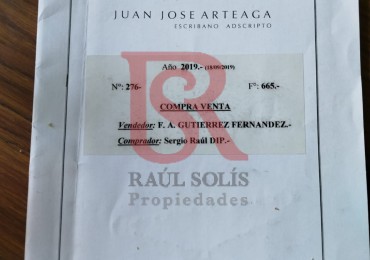 JUAN JOSE ARTEAGA
ESCRIBANO ADSCRIPTO
Año 2019.- (18/09/2019)
Nº: 276- Fº: 665.-
COMPRA VENTA
Vendedor: F. A. GUTIERREZ FERNANDEZ.-
Comprador: Sergio Raúl DIP.-
RAÚL SOLÍS
Propiedades